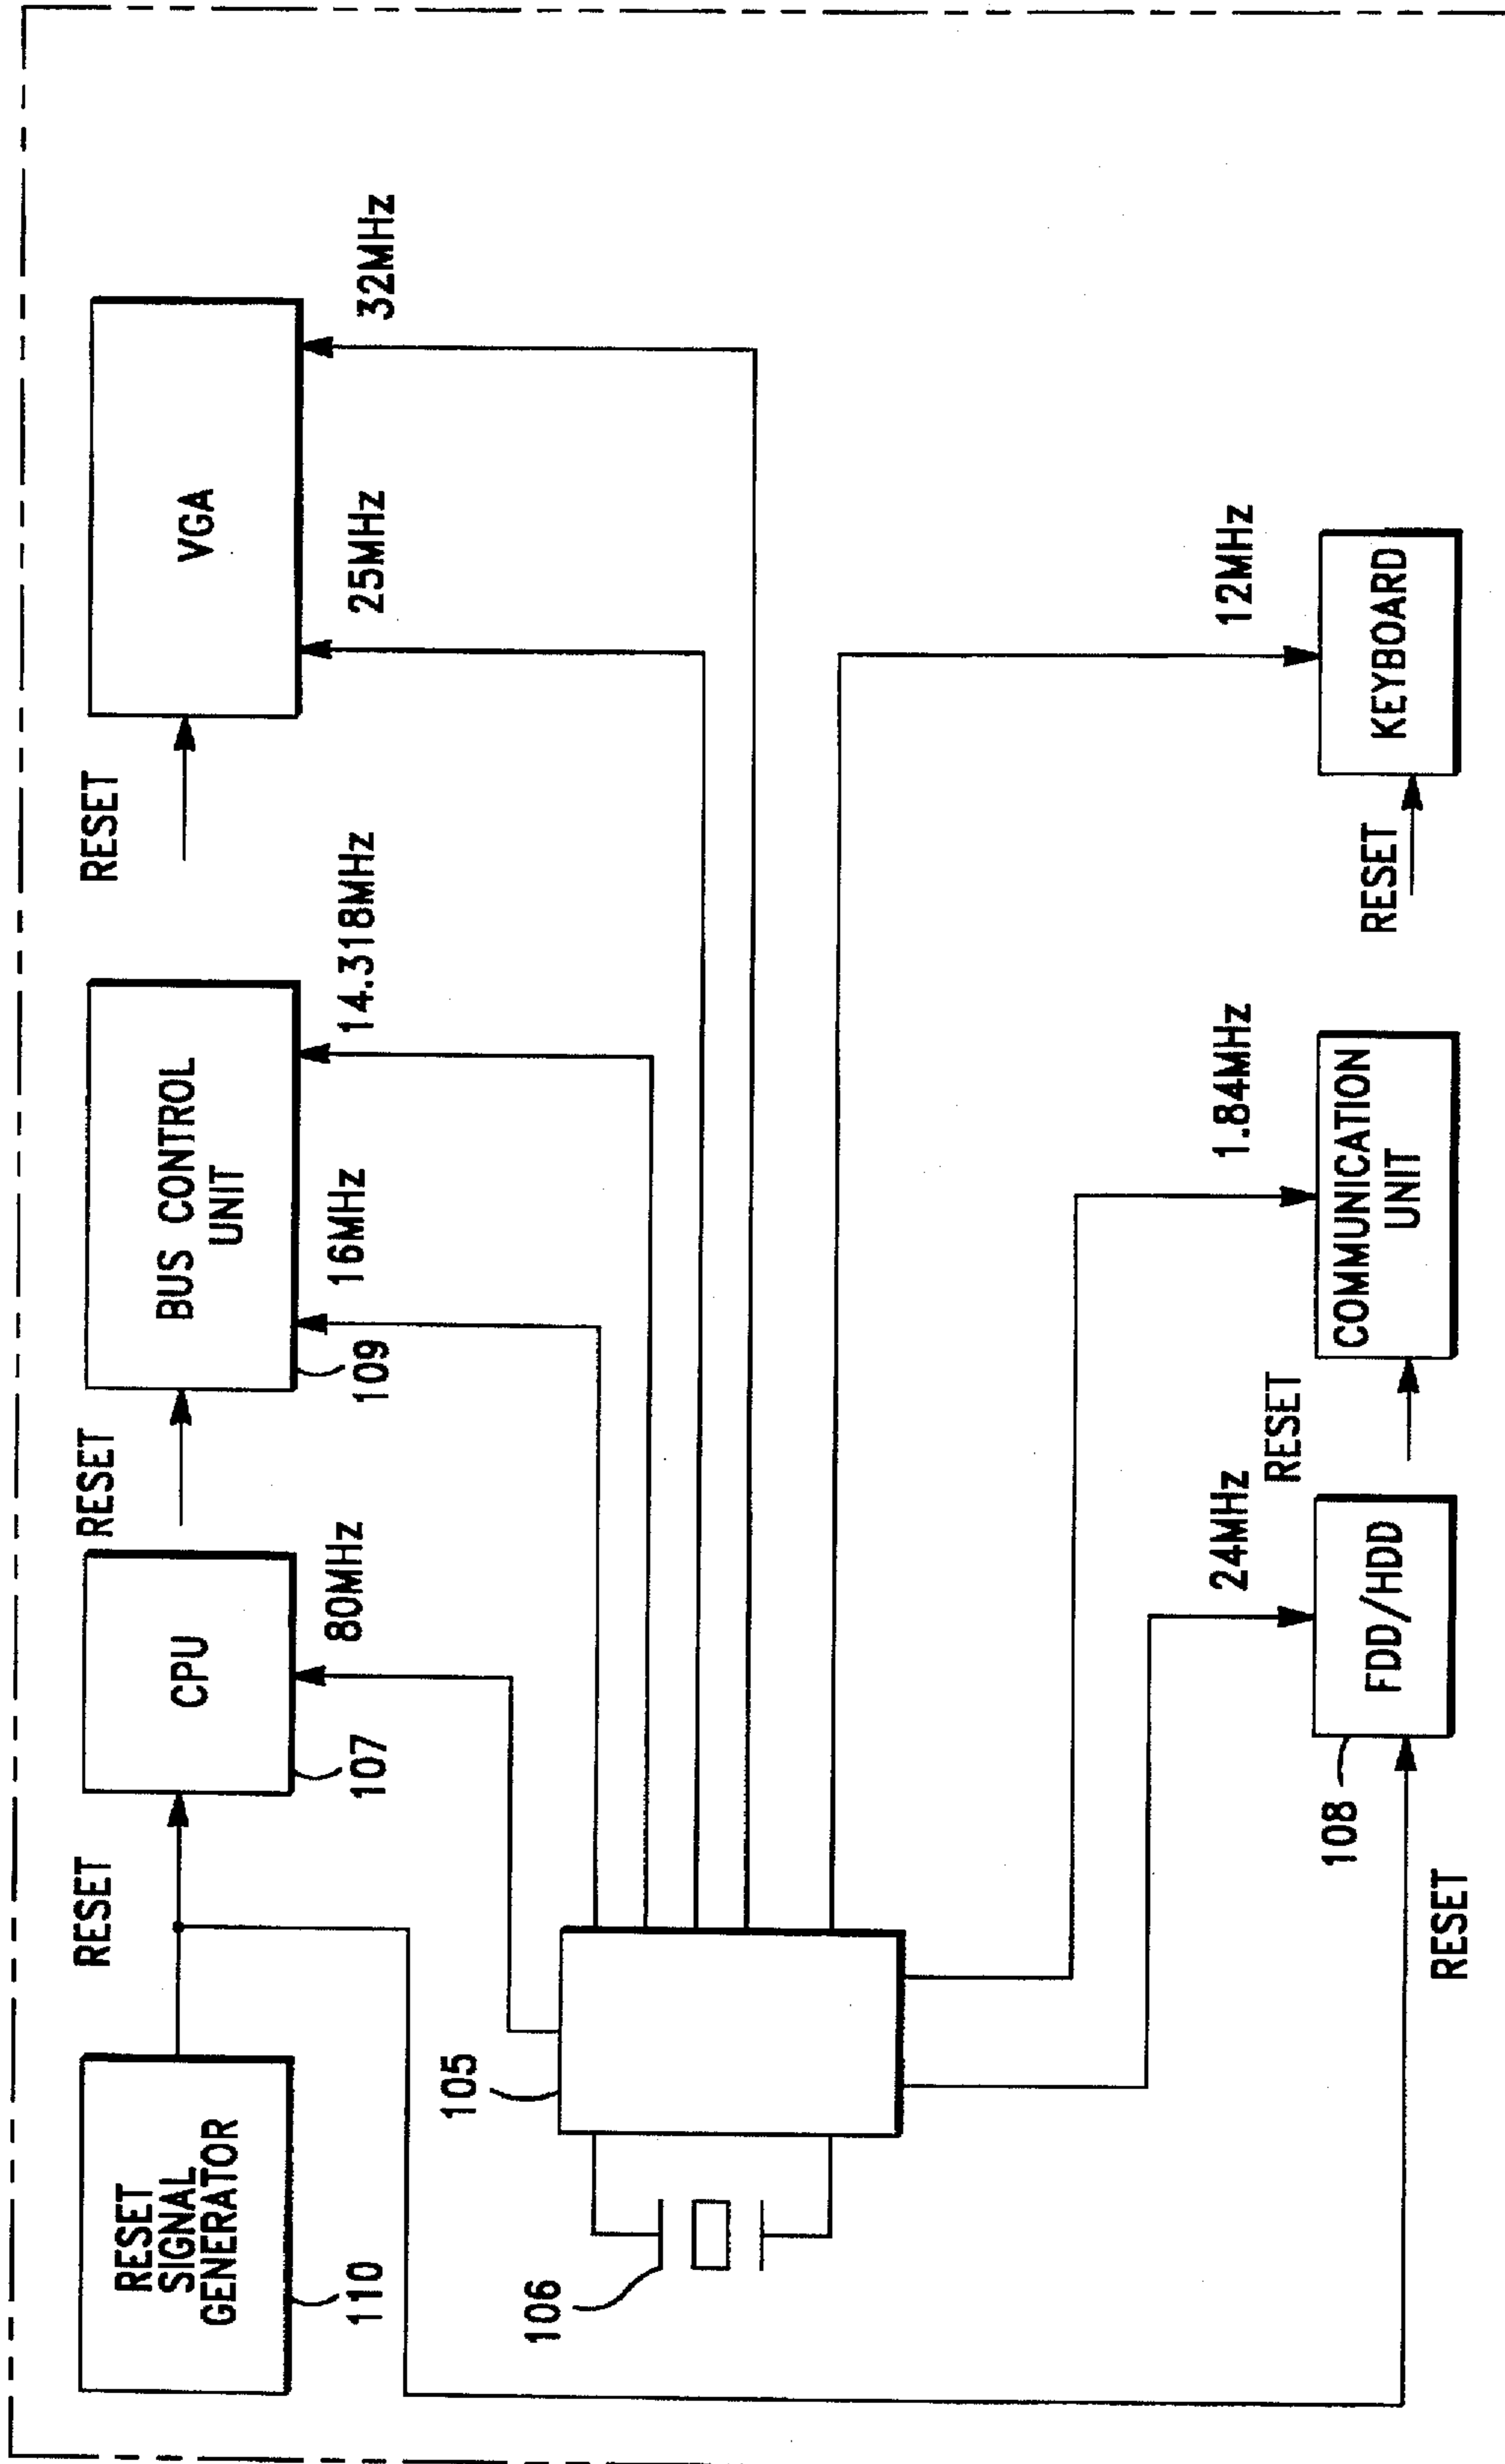 RESET
SIGNAL
GENERATOR
110
RESET
CPU
107
80MHz
RESET
BUS CONTROL
UNIT
109
16MHz
14.318MHz
RESET
VGA
25MHz
32MHz
105
106
RESET
108
FDD/HDD
24MHz
RESET
COMMUNICATION
UNIT
1.84MHz
RESET
KEYBOARD
12MHz